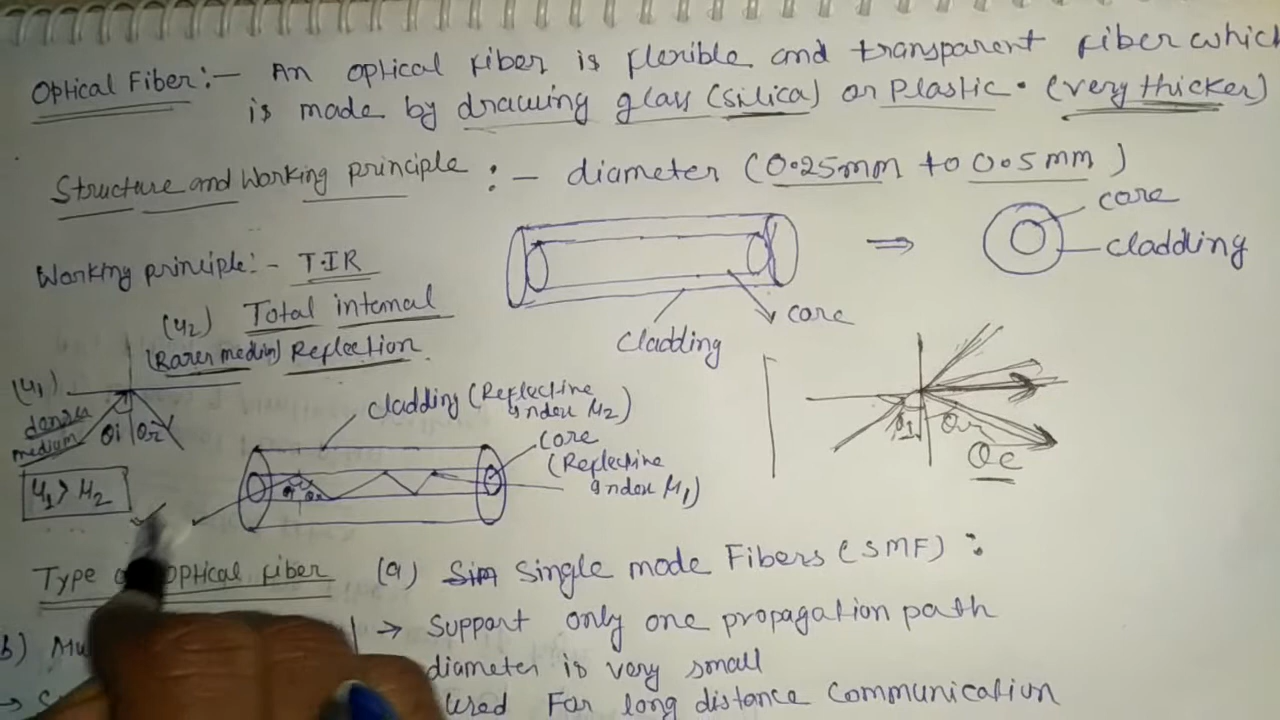 Optical Fiber:- An optical fiber is flexible and transparent fiber which
is made by drawing glass (silica) or Plastic. (very thicker)
Structure and Working principle :- diameter (0.25mm to 0.5mm)
core
cladding
Working principle:- T.I.R
Total internal
Reflection.
(μ2)
(Rarer medium)
(μ1)
denser
medium
θi θr
μ1 > μ2
core
cladding
cladding (Reflective
index μ2)
core
(Reflective
index μ1)
θr
θc
Type optical fiber (a) Single mode Fibers (SMF) :
→ Support only one propagation path
diameter is very small
b)
used For long distance communication
→